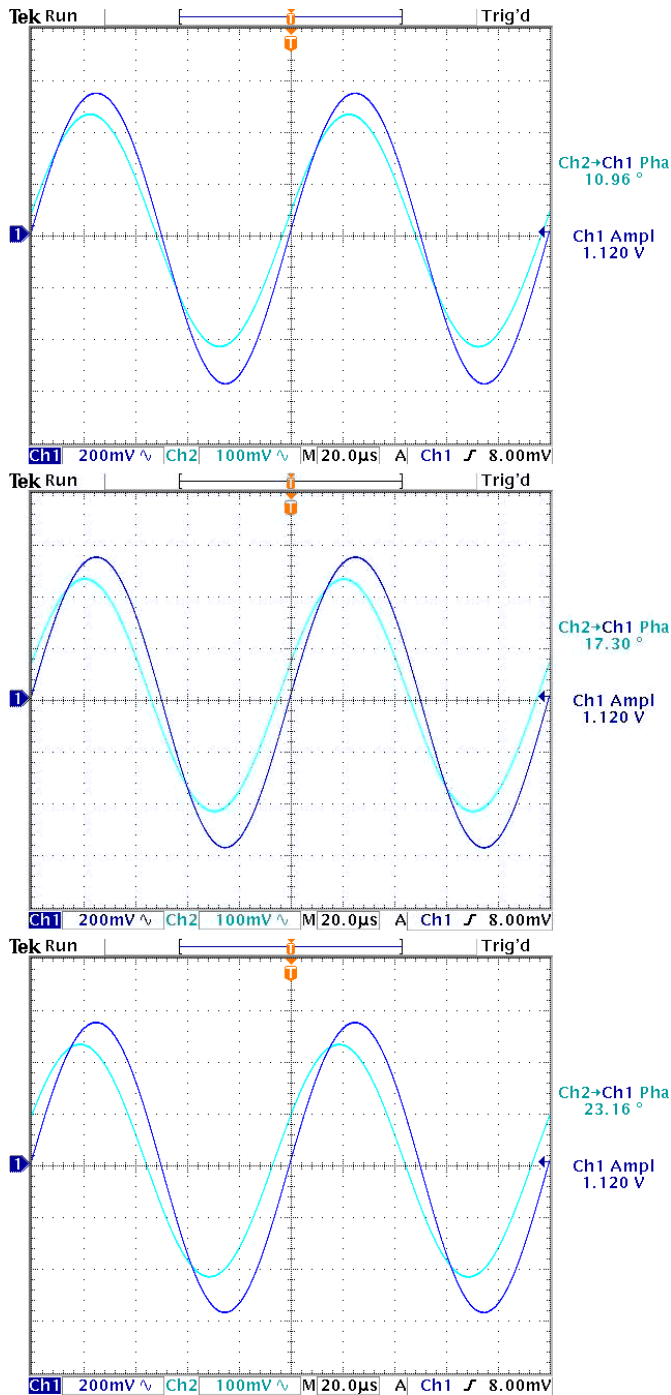 Tek Run Trig'd
T
T
Ch2→Ch1 Pha
10.96 °
1
Ch1 Ampl
1.120 V
Ch1 200mV ∿ Ch2 100mV ∿ M 20.0µs A Ch1 ʃ 8.00mV
Tek Run Trig'd
T
T
Ch2→Ch1 Pha
17.30 °
1
Ch1 Ampl
1.120 V
Ch1 200mV ∿ Ch2 100mV ∿ M 20.0µs A Ch1 ʃ 8.00mV
Tek Run Trig'd
T
T
Ch2→Ch1 Pha
23.16 °
1
Ch1 Ampl
1.120 V
Ch1 200mV ∿ Ch2 100mV ∿ M 20.0µs A Ch1 ʃ 8.00mV